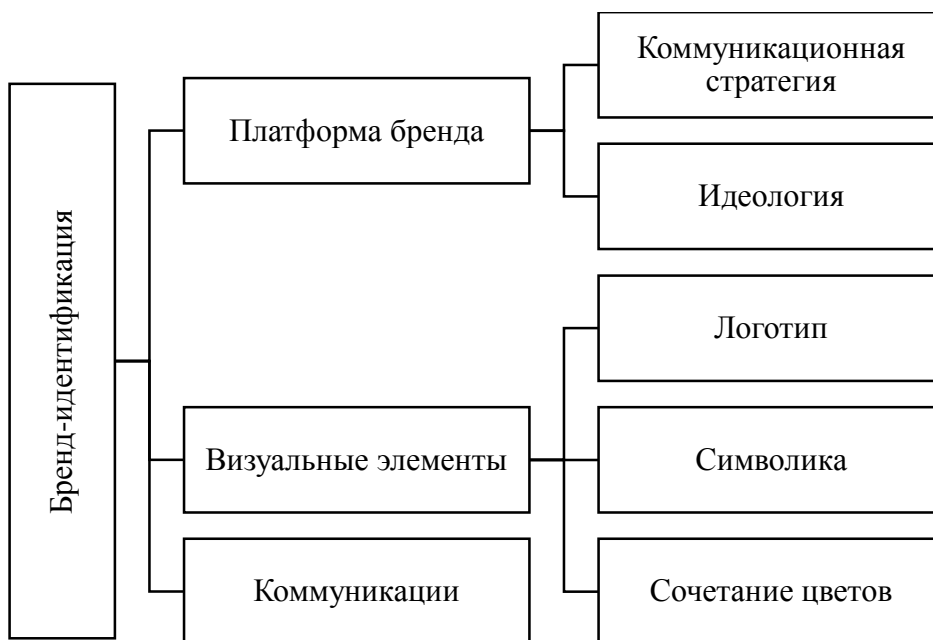 Бренд-идентификация
Платформа бренда
Коммуникационная
стратегия
Идеология
Визуальные элементы
Логотип
Символика
Сочетание цветов
Коммуникации